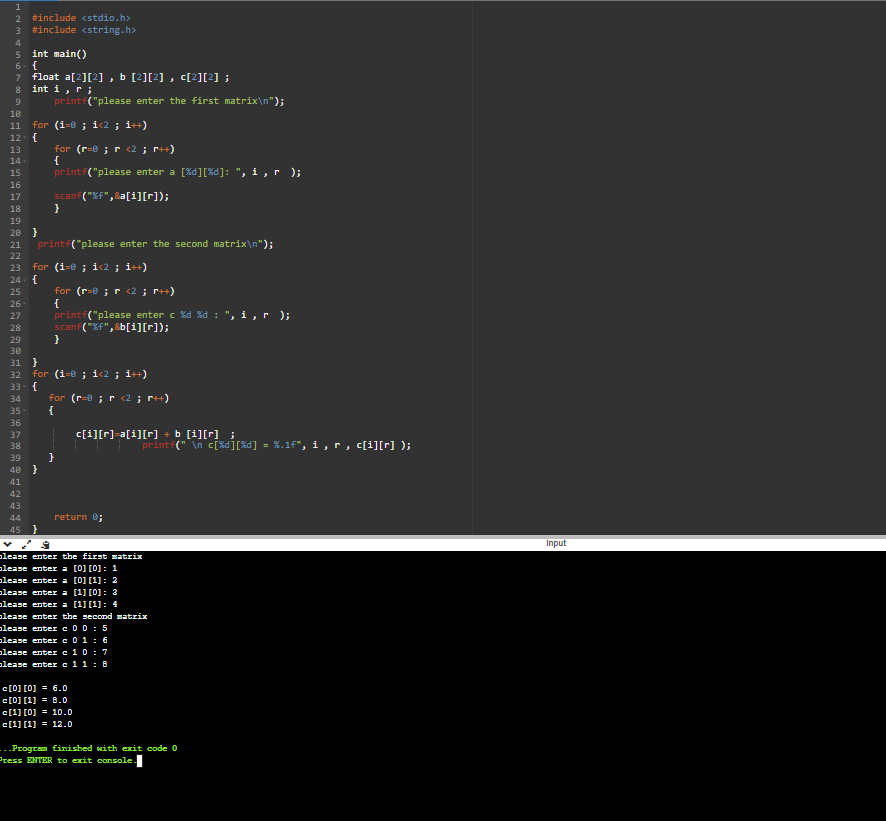 1
2 #include <stdio.h>
3 #include <string.h>
4
5 int main()
6 {
7 float a[2][2] , b [2][2] , c[2][2] ;
8 int i , r ;
9 printf("please enter the first matrix\n");
10
11 for (i=0 ; i<2 ; i++)
12 {
13 for (r=0 ; r <2 ; r++)
14 {
15 printf("please enter a [%d][%d]: ", i , r  );
16
17 scanf("%f",&a[i][r]);
18 }
19
20 }
21 printf("please enter the second matrix\n");
22
23 for (i=0 ; i<2 ; i++)
24 {
25 for (r=0 ; r <2 ; r++)
26 {
27 printf("please enter c %d %d : ", i , r  );
28 scanf("%f",&b[i][r]);
29 }
30
31 }
32 for (i=0 ; i<2 ; i++)
33 {
34 for (r=0 ; r <2 ; r++)
35 {
36
37 c[i][r]=a[i][r] + b [i][r]  ;
38 printf(" \n c[%d][%d] = %.1f", i , r , c[i][r] );
39 }
40 }
41
42
43
44 return 0;
45 }
input
please enter the first matrix
please enter a [0][0]: 1
please enter a [0][1]: 2
please enter a [1][0]: 3
please enter a [1][1]: 4
please enter the second matrix
please enter c 0 0 : 5
please enter c 0 1 : 6
please enter c 1 0 : 7
please enter c 1 1 : 8
c[0][0] = 6.0
c[0][1] = 8.0
c[1][0] = 10.0
c[1][1] = 12.0
...Program finished with exit code 0
Press ENTER to exit console.